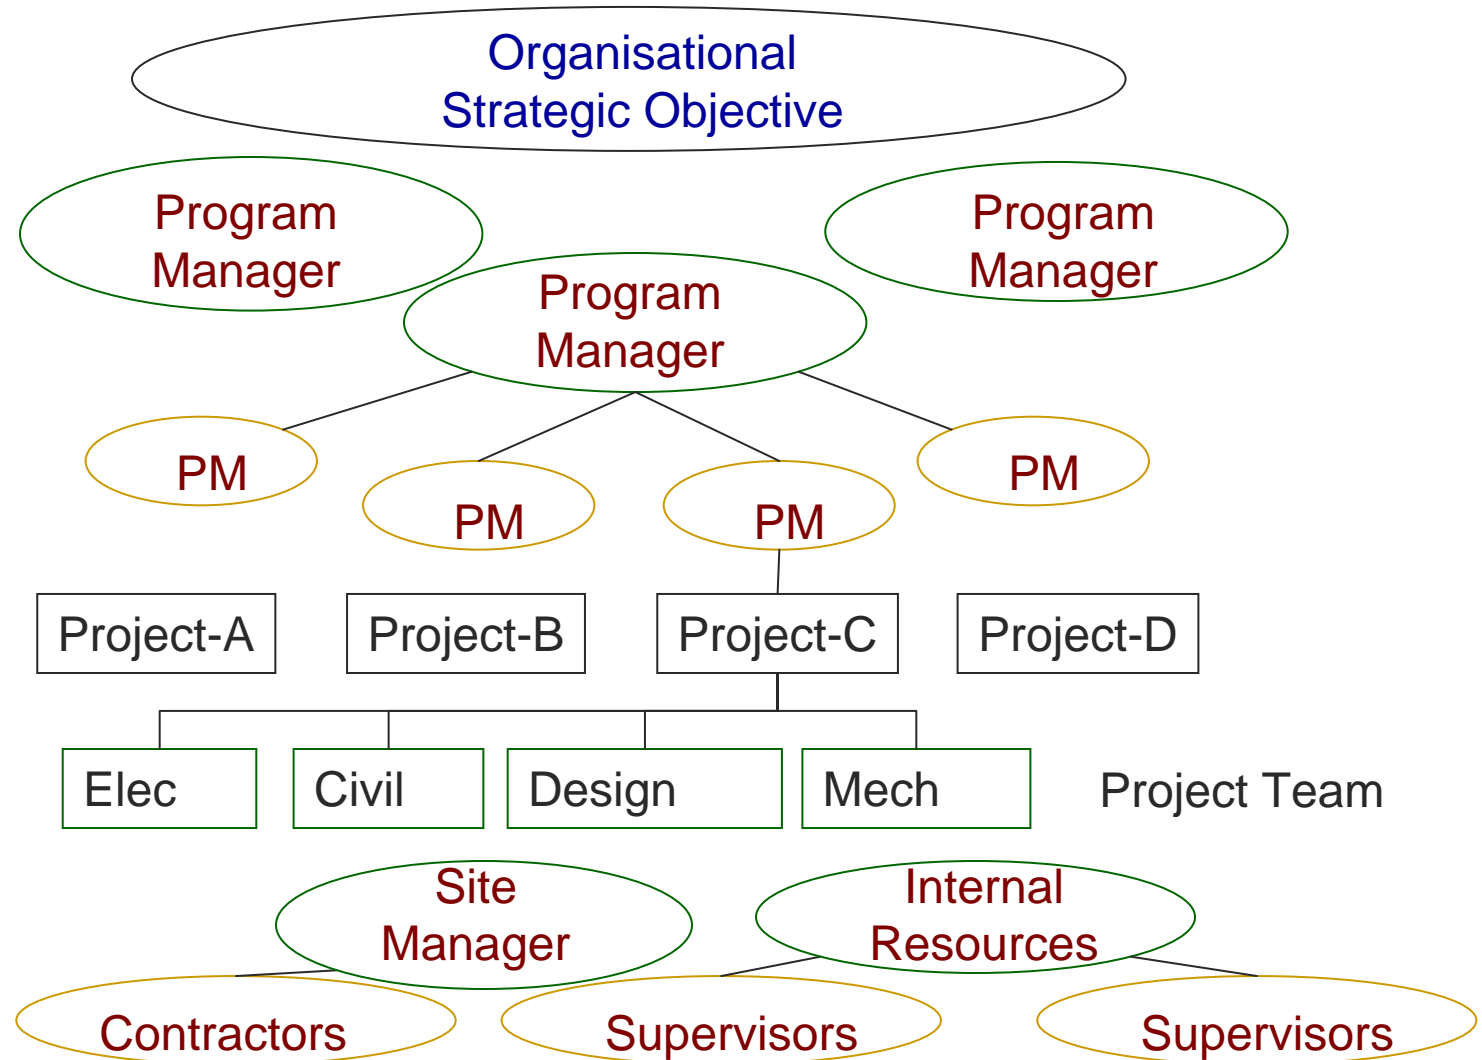 Organisational
Strategic Objective
Program
Manager
Program
Manager
Program
Manager
PM
PM
PM
PM
Project-A
Project-B
Project-C
Project-D
Elec
Civil
Design
Mech
Project Team
Site
Manager
Internal
Resources
Contractors
Supervisors
Supervisors